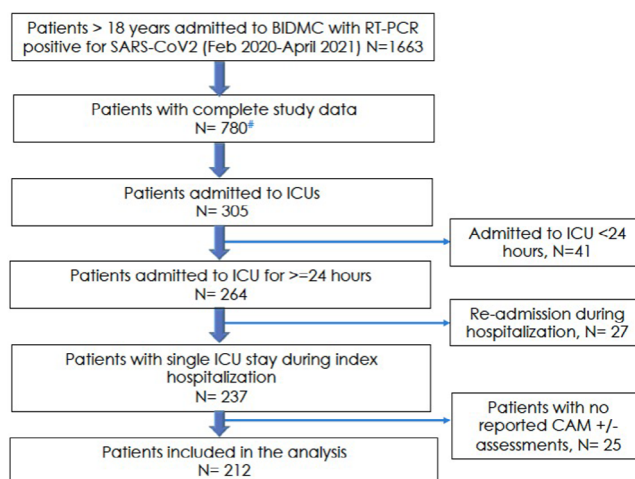 Patients > 18 years admitted to BIDMC with RT-PCR
positive for SARS-CoV2 (Feb 2020-April 2021) N=1663
Patients with complete study data
N= 780#
Patients admitted to ICUs
N = 305
Admitted to ICU <24
hours, N=41
Patients admitted to ICU for >=24 hours
N = 264
Re-admission during
hospitalization, N= 27
Patients with single ICU stay during index
hospitalization
N = 237
Patients with no
reported CAM +/-
assessments, N= 25
Patients included in the analysis
N = 212